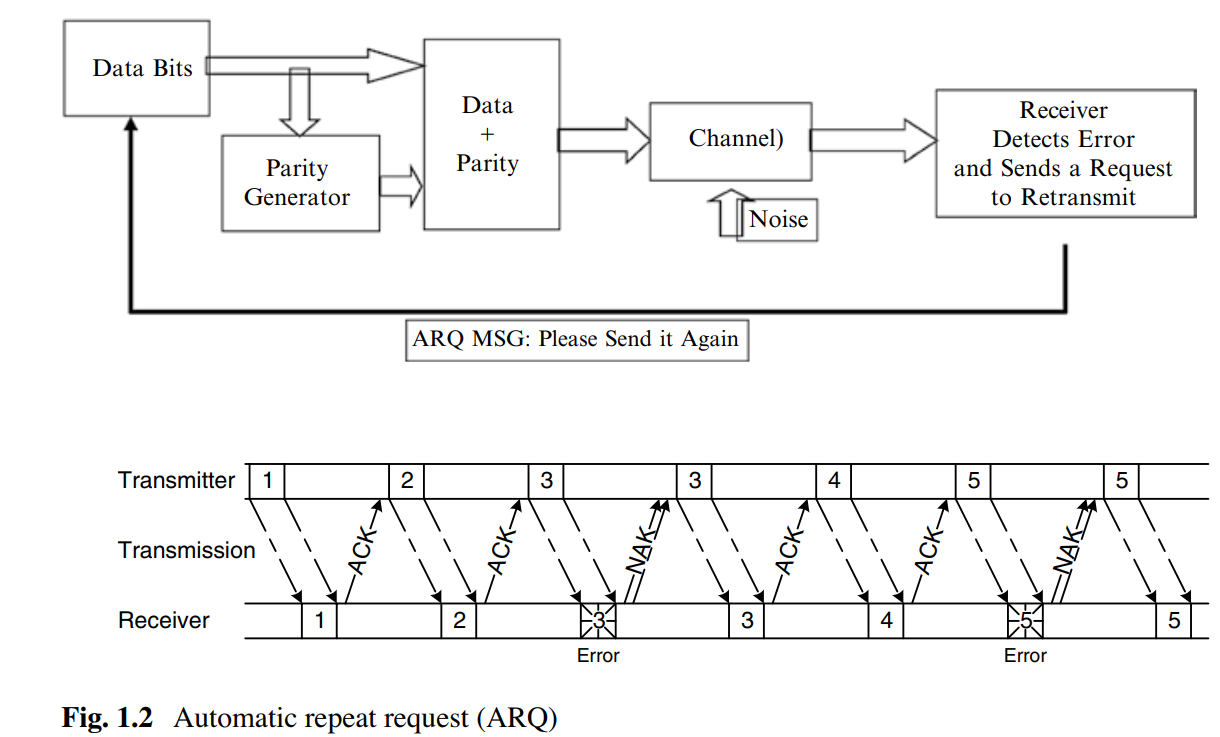 Data Bits
Parity
Generator
Data
+
Parity
Channel)
Noise
Receiver
Detects Error
and Sends a Request
to Retransmit
ARQ MSG: Please Send it Again
Transmitter 1 2 3 3 4 5 5
Transmission ACK ACK NAK ACK ACK NAK
Receiver 1 2 3 3 4 5 5
Error Error
Fig. 1.2 Automatic repeat request (ARQ)